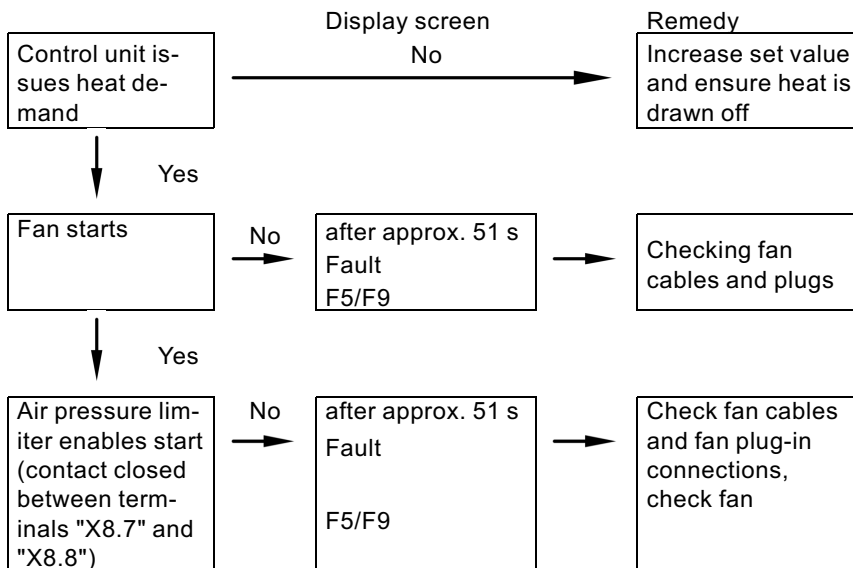 Display screen
Remedy
Control unit is-
sues heat de-
mand
No
Increase set value
and ensure heat is
drawn off
Yes
Fan starts
No
after approx. 51 s
Fault
F5/F9
Checking fan
cables and plugs
Yes
Air pressure lim-
iter enables start
(contact closed
between term-
inals "X8.7" and
"X8.8")
No
after approx. 51 s
Fault
F5/F9
Check fan cables
and fan plug-in
connections,
check fan